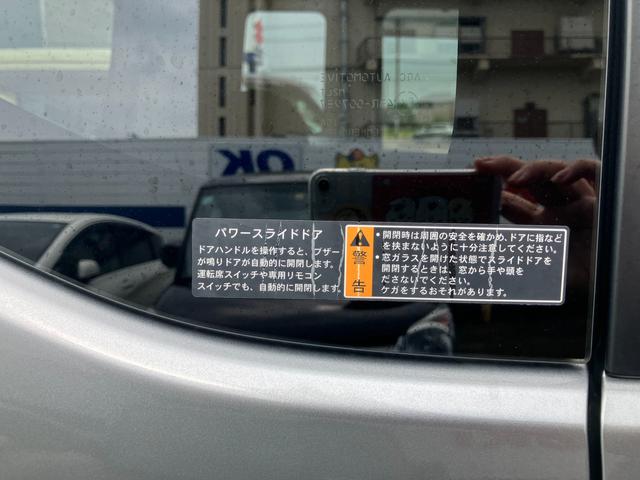 AGC AUTOMOTIVE
OK
パワースライドドア
ドアハンドルを操作すると、ブザー
が鳴りドアが自動的に開閉します。
運転席スイッチや専用リモコン
スイッチでも、自動的に開閉します。
警告
•開閉時は周囲の安全を確かめ、ドアに指など
を挟まないように十分注意してください。
•窓ガラスを開けた状態でスライドドアを
開閉するときは、窓から手や頭を
ださないでください。
ケガをするおそれがあります。